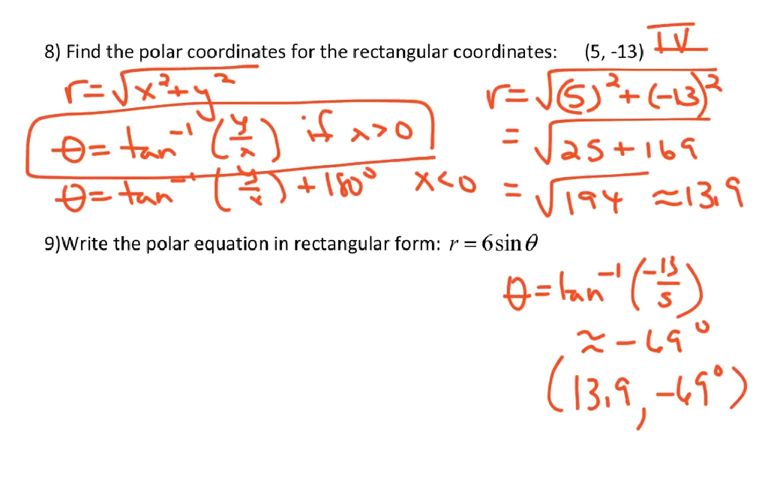 8) Find the polar coordinates for the rectangular coordinates: (5, -13) IV
r = √(x² + y²)
r = √((5)² + (-13)²)
θ = tan⁻¹ (y/x) if x > 0
= √(25 + 169)
θ = tan⁻¹ (y/x) + 180° x < 0
= √194 ≈ 13.9
9)Write the polar equation in rectangular form: r = 6 sin θ
θ = tan⁻¹ (-13/5)
≈ -69°
(13.9, -69°)